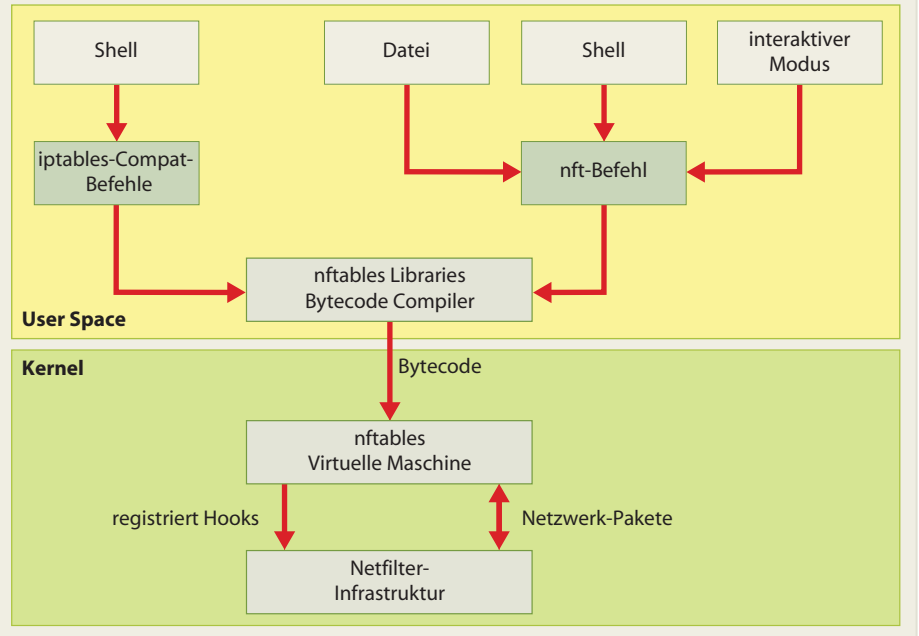 Shell
Datei
Shell
interaktiver
Modus
iptables-Compat-
Befehle
nft-Befehl
nftables Libraries
Bytecode Compiler
User Space
Kernel
Bytecode
nftables
Virtuelle Maschine
registriert Hooks
Netzwerk-Pakete
Netfilter-
Infrastruktur